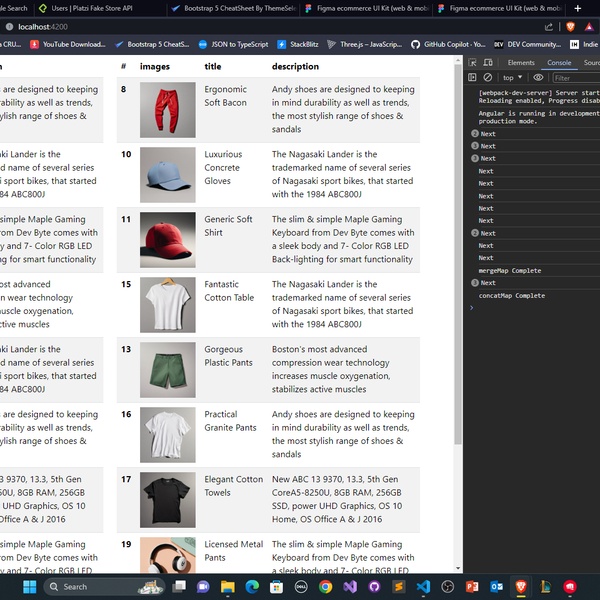 gle Search
Users | Platzi Fake Store API
Bootstrap 5 CheatSheet By ThemeSele
Figma ecommerce UI Kit (web & mob
Figma ecommerce UI Kit (web & mob
localhost:4200
a CRU...
YouTube Download...
Bootstrap 5 CheatS...
JSON to TypeScript
StackBlitz
Three.js – JavaScrip...
GitHub Copilot · Yo...
DEV Community...
Indie
n
# images title description
Elements Console Sourc
top Filter
[webpack-dev-server] Server start
Reloading enabled, Progress disab
Angular is running in development
production mode.
2 Next
3 Next
3 Next
Next
Next
Next
Next
Next
2 Next
Next
Next
mergeMap Complete
3 Next
concatMap Complete
are designed to keeping
rability as well as trends,
ylish range of shoes &
8
Ergonomic
Soft Bacon
Andy shoes are designed to keeping
in mind durability as well as trends,
the most stylish range of shoes &
sandals
aki Lander is the
ed name of several series
i sport bikes, that started
84 ABC800J
10
Luxurious
Concrete
Gloves
The Nagasaki Lander is the
trademarked name of several series
of Nagasaki sport bikes, that started
with the 1984 ABC800J
simple Maple Gaming
from Dev Byte comes with
y and 7- Color RGB LED
ng for smart functionality
11
Generic Soft
Shirt
The slim & simple Maple Gaming
Keyboard from Dev Byte comes with
a sleek body and 7- Color RGB LED
Back-lighting for smart functionality
ost advanced
n wear technology
uscle oxygenation,
ctive muscles
15
Fantastic
Cotton Table
The Nagasaki Lander is the
trademarked name of several series
of Nagasaki sport bikes, that started
with the 1984 ABC800J
aki Lander is the
ed name of several series
i sport bikes, that started
84 ABC800J
13
Gorgeous
Plastic Pants
Boston's most advanced
compression wear technology
increases muscle oxygenation,
stabilizes active muscles
are designed to keeping
rability as well as trends,
ylish range of shoes &
16
Practical
Granite Pants
Andy shoes are designed to keeping
in mind durability as well as trends,
the most stylish range of shoes &
sandals
3 9370, 13.3, 5th Gen
50U, 8GB RAM, 256GB
UHD Graphics, OS 10
Office A & J 2016
17
Elegant Cotton
Towels
New ABC 13 9370, 13.3, 5th Gen
CoreA5-8250U, 8GB RAM, 256GB
SSD, power UHD Graphics, OS 10
Home, OS Office A & J 2016
simple Maple Gaming
from Dev Byte comes with
19
Licensed Metal
Pants
The slim & simple Maple Gaming
Keyboard from Dev Byte comes with
a sleek body and 7- Color RGB LED
Search